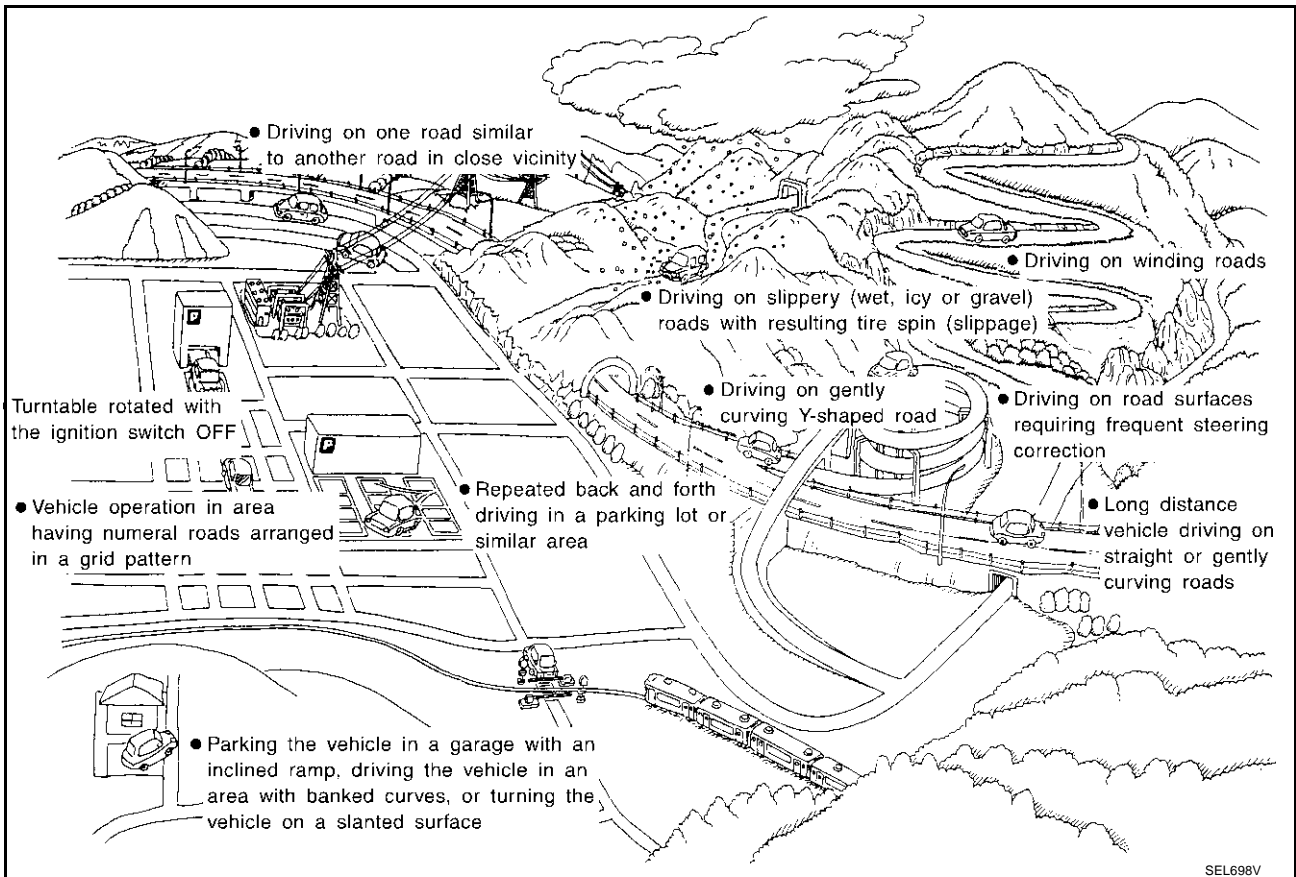 ● Driving on one road similar
to another road in close vicinity
● Driving on winding roads
● Driving on slippery (wet, icy or gravel)
roads with resulting tire spin (slippage)
P
Turntable rotated with
the ignition switch OFF
● Driving on gently
curving Y-shaped road
● Driving on road surfaces
requiring frequent steering
correction
P
● Vehicle operation in area
having numeral roads arranged
in a grid pattern
● Repeated back and forth
driving in a parking lot or
similar area
● Long distance
vehicle driving on
straight or gently
curving roads
● Parking the vehicle in a garage with an
inclined ramp, driving the vehicle in an
area with banked curves, or turning the
vehicle on a slanted surface
SEL698V